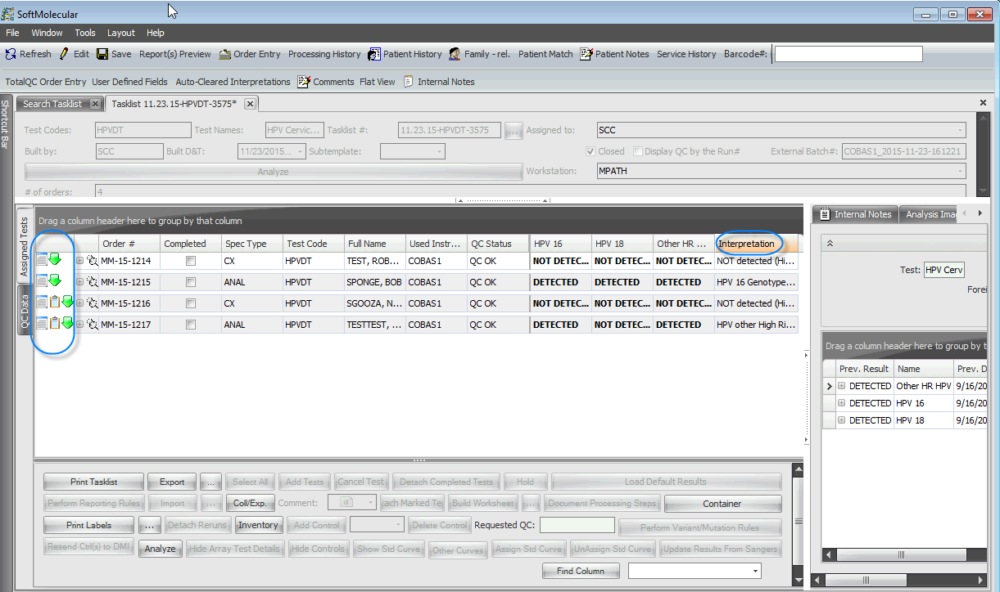 SoftMolecular
File Window Tools Layout Help
Refresh Edit Save Report(s) Preview Order Entry Processing History Patient History Family - rel. Patient Match Patient Notes Service History Barcode#:
TotalQC Order Entry User Defined Fields Auto-Cleared Interpretations Comments Flat View Internal Notes
Shortcut Bar
Search Tasklist Tasklist 11.23.15-HPVDT-3575*
Test Codes: HPVDT Test Names: HPV Cervic... Tasklist #: 11.23.15-HPVDT-3575 ... Assigned to: SCC
Built by: SCC Built D&T: 11/23/2015... Subtemplate: Closed Display QC by the Run# External Batch#: COBAS1_2015-11-23-161221
Analyze Workstation: MPATH
# of orders: 4
Assigned Tests
QC Data
Drag a column header here to group by that column
Order # Completed Spec Type Test Code Full Name Used Instr... QC Status HPV 16 HPV 18 Other HR ... Interpretation
MM-15-1214 CX HPVDT TEST, ROB... COBAS1 QC OK NOT DETEC... NOT DETEC... NOT DETEC... NOT detected (Hi...
MM-15-1215 ANAL HPVDT SPONGE, BOB COBAS1 QC OK DETECTED DETECTED DETECTED HPV 16 Genotype...
MM-15-1216 CX HPVDT SGOOZA, N... COBAS1 QC OK NOT DETEC... NOT DETEC... NOT DETEC... NOT detected (Hi...
MM-15-1217 ANAL HPVDT TESTTEST, ... COBAS1 QC OK DETECTED NOT DETEC... DETECTED HPV other High Ri...
Internal Notes Analysis Ima
Test: HPV Cerv
Forei
Drag a column header here to group by t
Prev. Result Name Prev. D
DETECTED Other HR HPV 9/16/20
DETECTED HPV 16 9/16/20
DETECTED HPV 18 9/16/20
Print Tasklist Export ... Select All Add Tests Cancel Test Detach Completed Tests Hold Load Default Results
Perform Reporting Rules Import ... Coll/Exp. Comment: a ach Marked Te Build Worksheet ... Document Processing Steps Container
Print Labels ... Detach Reruns Inventory Add Control Delete Control Requested QC: Perform Variant/Mutation Rules
Resend Ctrl(s) to DMI Analyze Hide Array Test Details Hide Controls Show Std Curve Other Curves Assign Std Curve UnAssign Std Curve Update Results From Sangers
Find Column